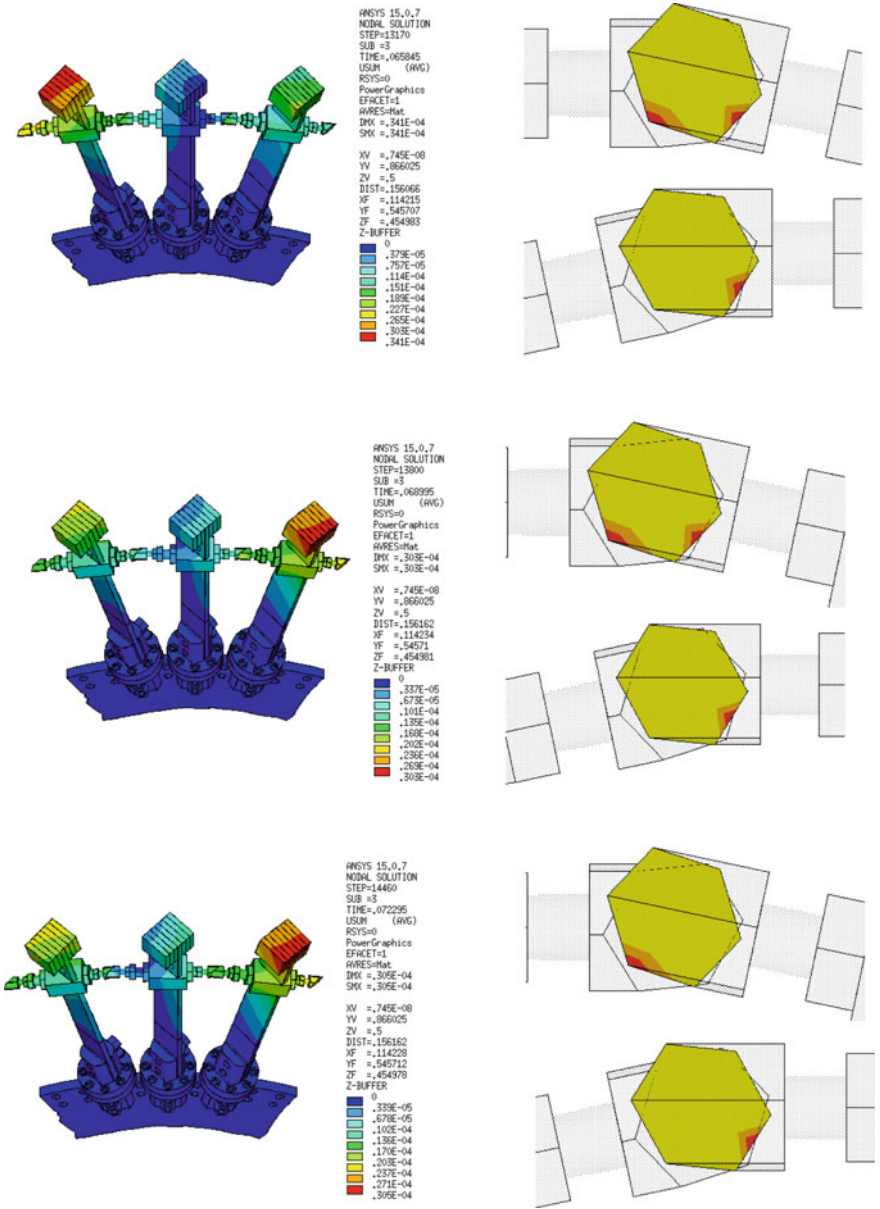 ANSYS 15.0.7
NODAL SOLUTION
STEP=13170
SUB =3
TIME=.065845
USUM (AVG)
RSYS=0
PowerGraphics
EFACET=1
AVRES=Mat
DMX =.341E-04
SMX =.341E-04
XV =.745E-08
YV =.866025
ZV =.5
DIST=.156066
XF =.114215
YF =.545707
ZF =.454983
Z-BUFFER
0
.379E-05
.757E-05
.114E-04
.151E-04
.189E-04
.227E-04
.265E-04
.303E-04
.341E-04
ANSYS 15.0.7
NODAL SOLUTION
STEP=13800
SUB =3
TIME=.068995
USUM (AVG)
RSYS=0
PowerGraphics
EFACET=1
AVRES=Mat
DMX =.303E-04
SMX =.303E-04
XV =.745E-08
YV =.866025
ZV =.5
DIST=.156162
XF =.114234
YF =.54571
ZF =.454981
Z-BUFFER
0
.337E-05
.673E-05
.101E-04
.135E-04
.168E-04
.202E-04
.236E-04
.269E-04
.303E-04
ANSYS 15.0.7
NODAL SOLUTION
STEP=14460
SUB =3
TIME=.072295
USUM (AVG)
RSYS=0
PowerGraphics
EFACET=1
AVRES=Mat
DMX =.305E-04
SMX =.305E-04
XV =.745E-08
YV =.866025
ZV =.5
DIST=.156162
XF =.114228
YF =.545712
ZF =.454978
Z-BUFFER
0
.339E-05
.678E-05
.102E-04
.136E-04
.170E-04
.203E-04
.237E-04
.271E-04
.305E-04